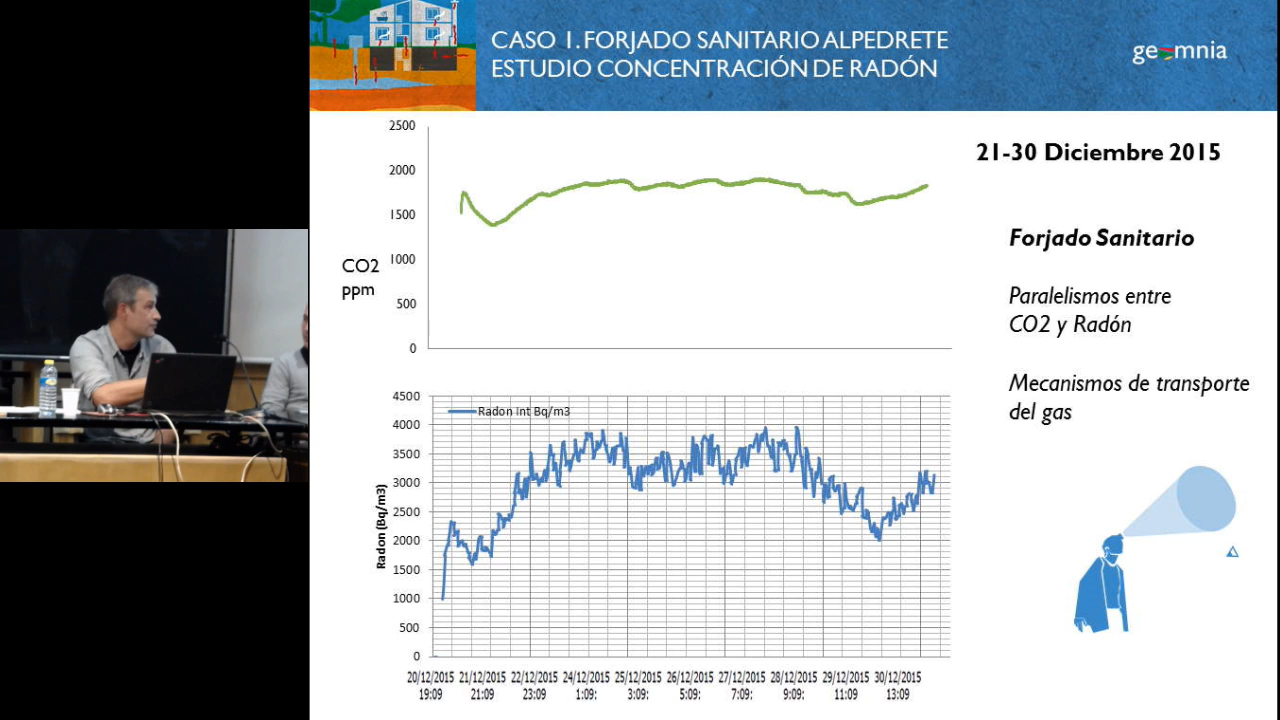 CASO 1. FORJADO SANITARIO ALPEDRETE
ESTUDIO CONCENTRACIÓN DE RADÓN
geomnia
21-30 Diciembre 2015
Forjado Sanitario
Paralelismos entre
CO2 y Radón
Mecanismos de transporte
del gas
2500
2000
1500
1000
500
0
CO2
ppm
Radon Int Bq/m3
Radon (Bq/m3)
4500
4000
3500
3000
2500
2000
1500
1000
500
0
20/12/2015 21/12/2015 22/12/2015 24/12/2015 25/12/2015 26/12/2015 27/12/2015 28/12/2015 29/12/2015 30/12/2015
19:09 21:09 23:09 1:09: 3:09: 5:09: 7:09: 9:09: 11:09 13:09